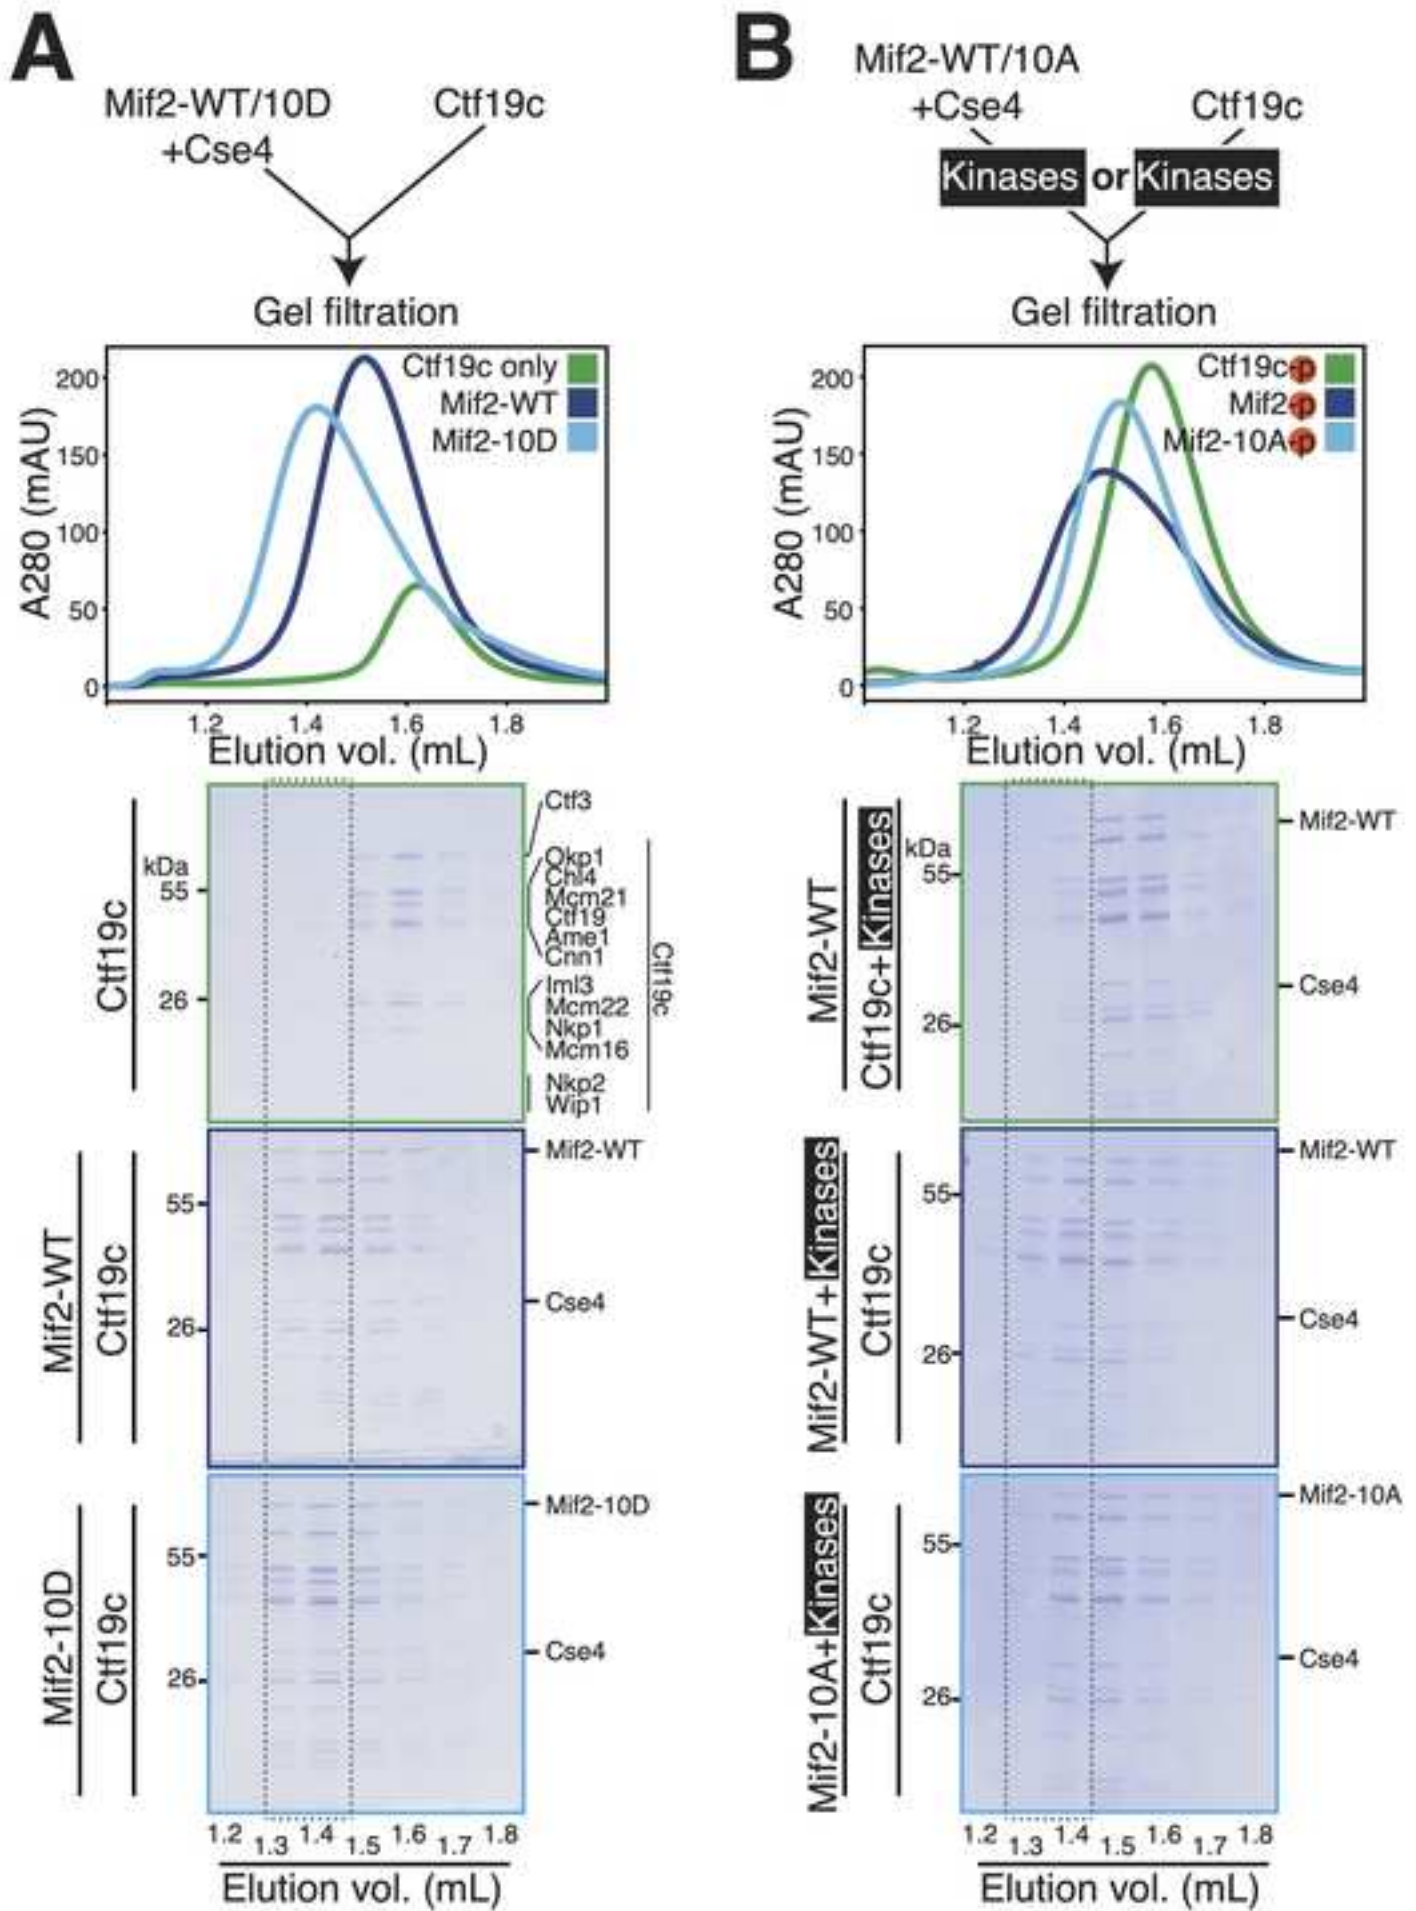 A
Mif2-WT/10D
+Cse4
Ctf19c
Gel filtration
Ctf19c only
Mif2-WT
Mif2-10D
A280 (mAU)
200
150
100
50
0
1.2 1.4 1.6 1.8
Elution vol. (mL)
Ctf19c
kDa
55
26
Ctf3
Okp1
Chl4
Mcm21
Ctf19
Ame1
Cnn1
Iml3
Mcm22
Nkp1
Mcm16
Nkp2
Wip1
Ctf19c
Mif2-WT
Ctf19c
55
26
Mif2-WT
Cse4
Mif2-10D
Ctf19c
55
26
Mif2-10D
Cse4
1.2 1.3 1.4 1.5 1.6 1.7 1.8
Elution vol. (mL)
B
Mif2-WT/10A
+Cse4
Ctf19c
Kinases or Kinases
Gel filtration
Ctf19c-p
Mif2-p
Mif2-10A-p
A280 (mAU)
200
150
100
50
0
1.2 1.4 1.6 1.8
Elution vol. (mL)
Mif2-WT
Ctf19c+Kinases
kDa
55
26
Mif2-WT
Cse4
Mif2-WT+Kinases
Ctf19c
55
26
Mif2-WT
Cse4
Mif2-10A+Kinases
Ctf19c
55
26
Mif2-10A
Cse4
1.2 1.3 1.4 1.5 1.6 1.7 1.8
Elution vol. (mL)